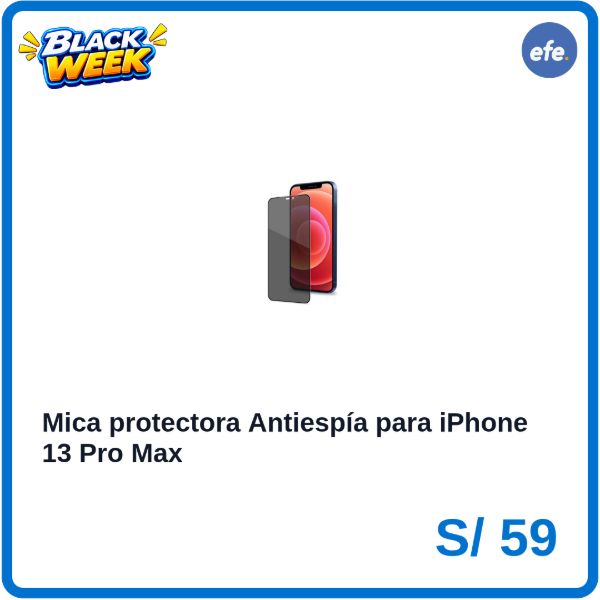 BLACK
WEEK
efe.
Mica protectora Antiespía para iPhone
13 Pro Max
S/ 59